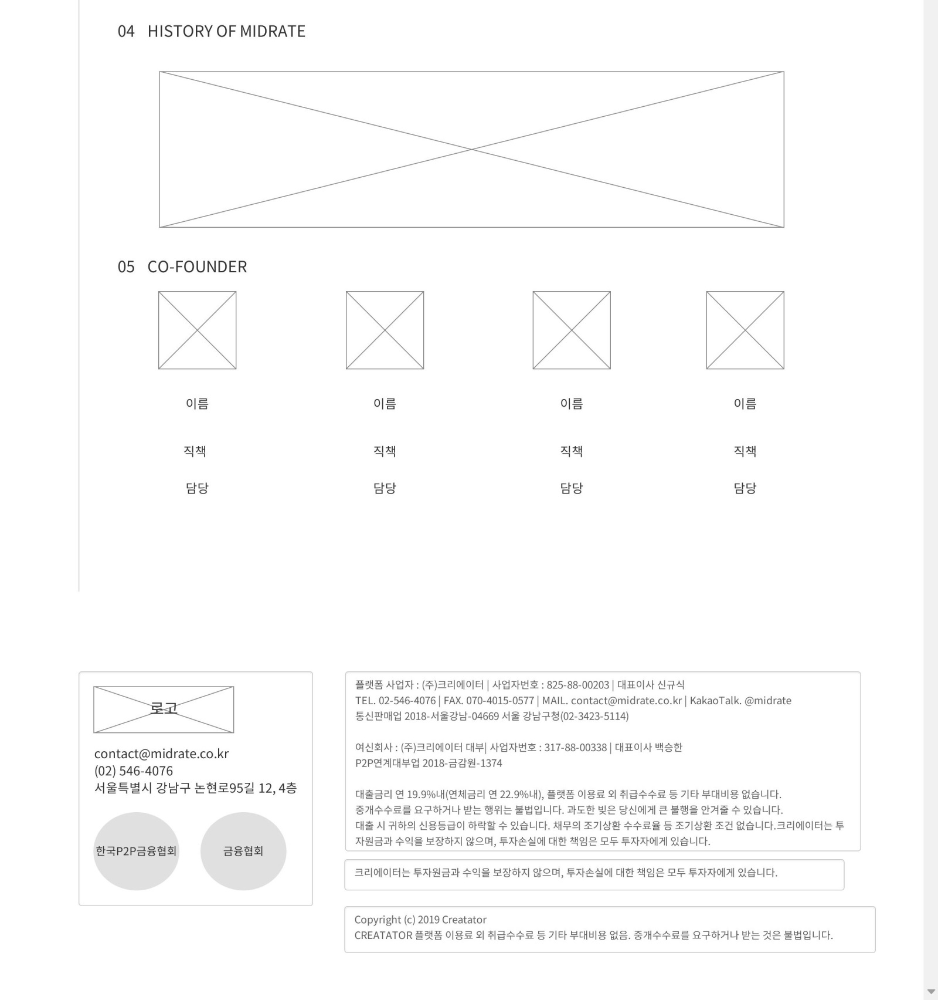 04 HISTORY OF MIDRATE
05 CO-FOUNDER
이름 이름 이름 이름
직책 직책 직책 직책
담당 담당 담당 담당
로고
contact@midrate.co.kr
(02) 546-4076
서울특별시 강남구 논현로95길 12, 4층
한국P2P금융협회
금융협회
플랫폼 사업자 : (주)크리에이터 | 사업자번호 : 825-88-00203 | 대표이사 신규식
TEL. 02-546-4076 | FAX. 070-4015-0577 | MAIL. contact@midrate.co.kr | KakaoTalk. @midrate
통신판매업 2018-서울강남-04669 서울 강남구청(02-3423-5114)
여신회사 : (주)크리에이터 대부| 사업자번호 : 317-88-00338 | 대표이사 백승한
P2P연계대부업 2018-금감원-1374
대출금리 연 19.9%내(연체금리 연 22.9%내), 플랫폼 이용료 외 취급수수료 등 기타 부대비용 없습니다.
중개수수료를 요구하거나 받는 행위는 불법입니다. 과도한 빚은 당신에게 큰 불행을 안겨줄 수 있습니다.
대출 시 귀하의 신용등급이 하락할 수 있습니다. 채무의 조기상환 수수료율 등 조기상환 조건 없습니다.크리에이터는 투
자원금과 수익을 보장하지 않으며, 투자손실에 대한 책임은 모두 투자자에게 있습니다.
크리에이터는 투자원금과 수익을 보장하지 않으며, 투자손실에 대한 책임은 모두 투자자에게 있습니다.
Copyright (c) 2019 Creatator
CREATATOR 플랫폼 이용료 외 취급수수료 등 기타 부대비용 없음. 중개수수료를 요구하거나 받는 것은 불법입니다.